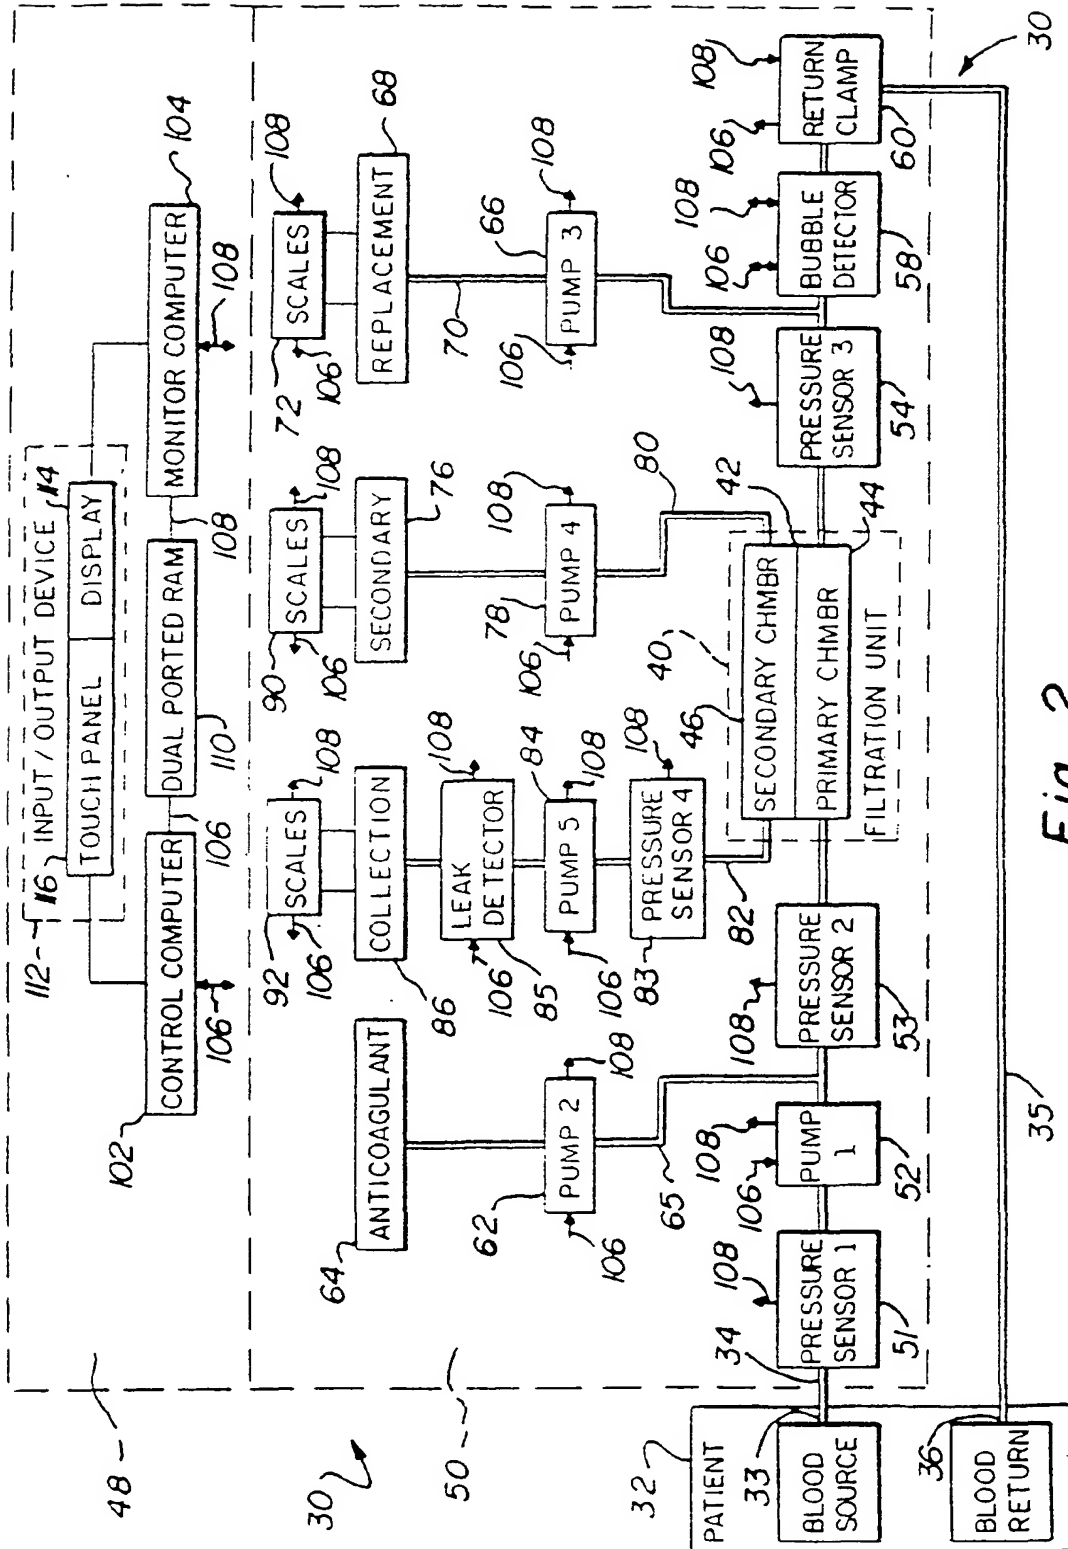 48
112
116
INPUT/OUTPUT DEVICE
114
TOUCH PANEL
DISPLAY
102
CONTROL COMPUTER
106
106
DUAL PORTED RAM
110
108
MONITOR COMPUTER
104
108
30
50
64
ANTICOAGULANT
62
PUMP 2
106
108
65
92
SCALES
106
108
COLLECTION
86
LEAK
DETECTOR
106
108
85
PUMP 5
84
106
108
PRESSURE
SENSOR 4
83
108
82
90
SCALES
106
108
SECONDARY
76
78
PUMP 4
106
108
80
72
SCALES
106
108
REPLACEMENT
68
70
66
PUMP 3
106
108
40
46
SECONDARY CHMBR
42
PRIMARY CHMBR
44
FILTRATION UNIT
32
PATIENT
33
BLOOD
SOURCE
34
PRESSURE
SENSOR 1
108
51
PUMP
1
106
108
52
PRESSURE
SENSOR 2
108
53
PRESSURE
SENSOR 3
108
54
BUBBLE
DETECTOR
106
108
58
RETURN
CLAMP
106
108
60
36
BLOOD
RETURN
35
30
Fig. 2